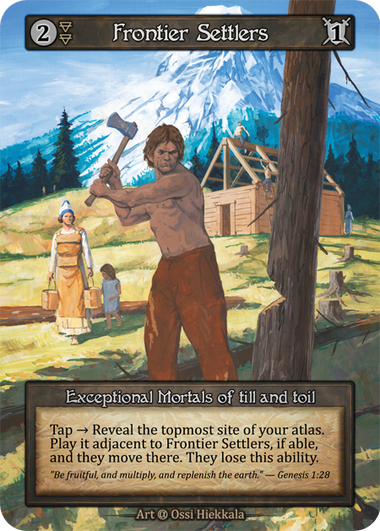 2 Frontier Settlers 1
Exceptional Mortals of till and toil
Tap → Reveal the topmost site of your atlas.
Play it adjacent to Frontier Settlers, if able,
and they move there. They lose this ability.
"Be fruitful, and multiply, and replenish the earth." — Genesis 1:28
Art @ Ossi Hiekkala